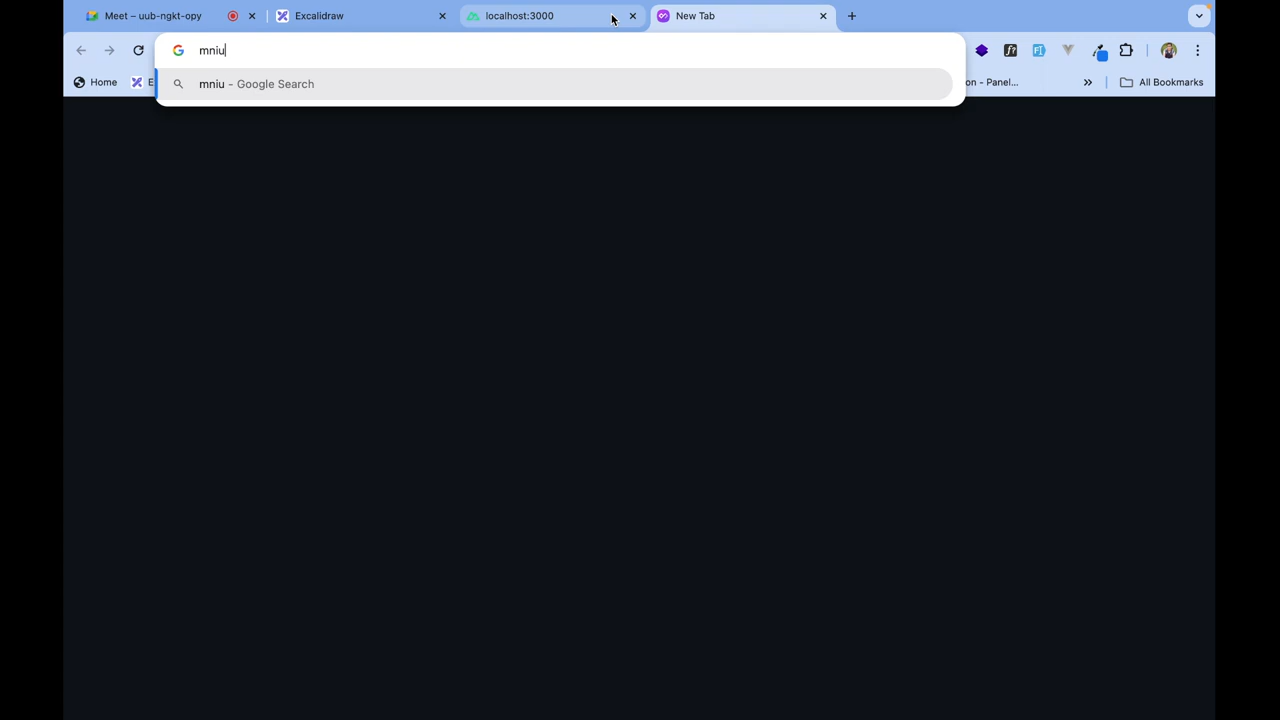 Meet – uub-ngkt-opy
Excalidraw
localhost:3000
New Tab
mniu
mniu - Google Search
Home
E
on - Panel...
All Bookmarks